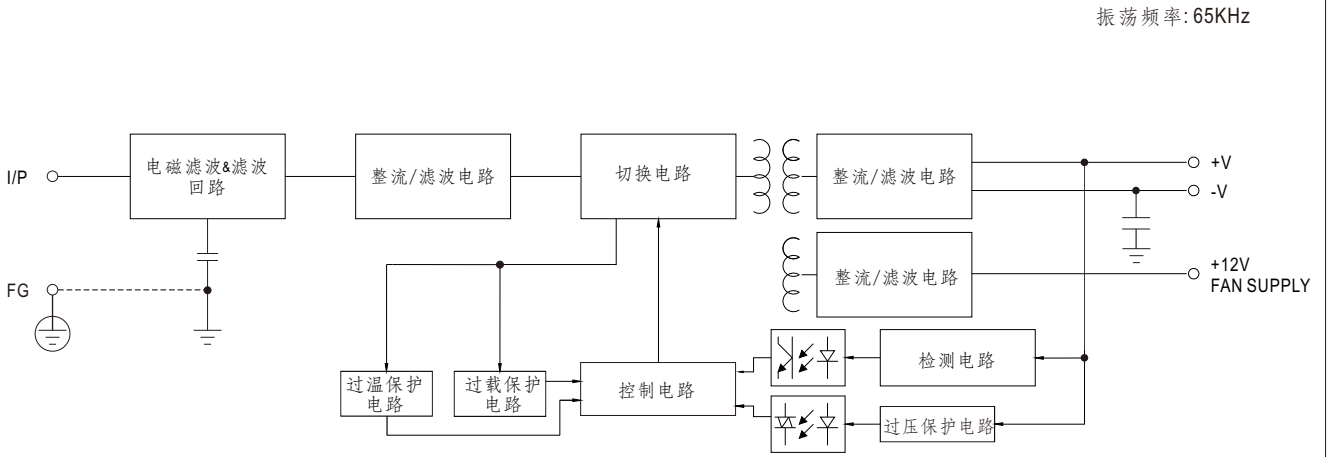 振荡频率: 65KHz
I/P
电磁滤波&滤波
回路
整流/滤波电路
切换电路
整流/滤波电路
+V
-V
整流/滤波电路
+12V
FAN SUPPLY
FG
检测电路
过温保护
电路
过载保护
电路
控制电路
过压保护电路